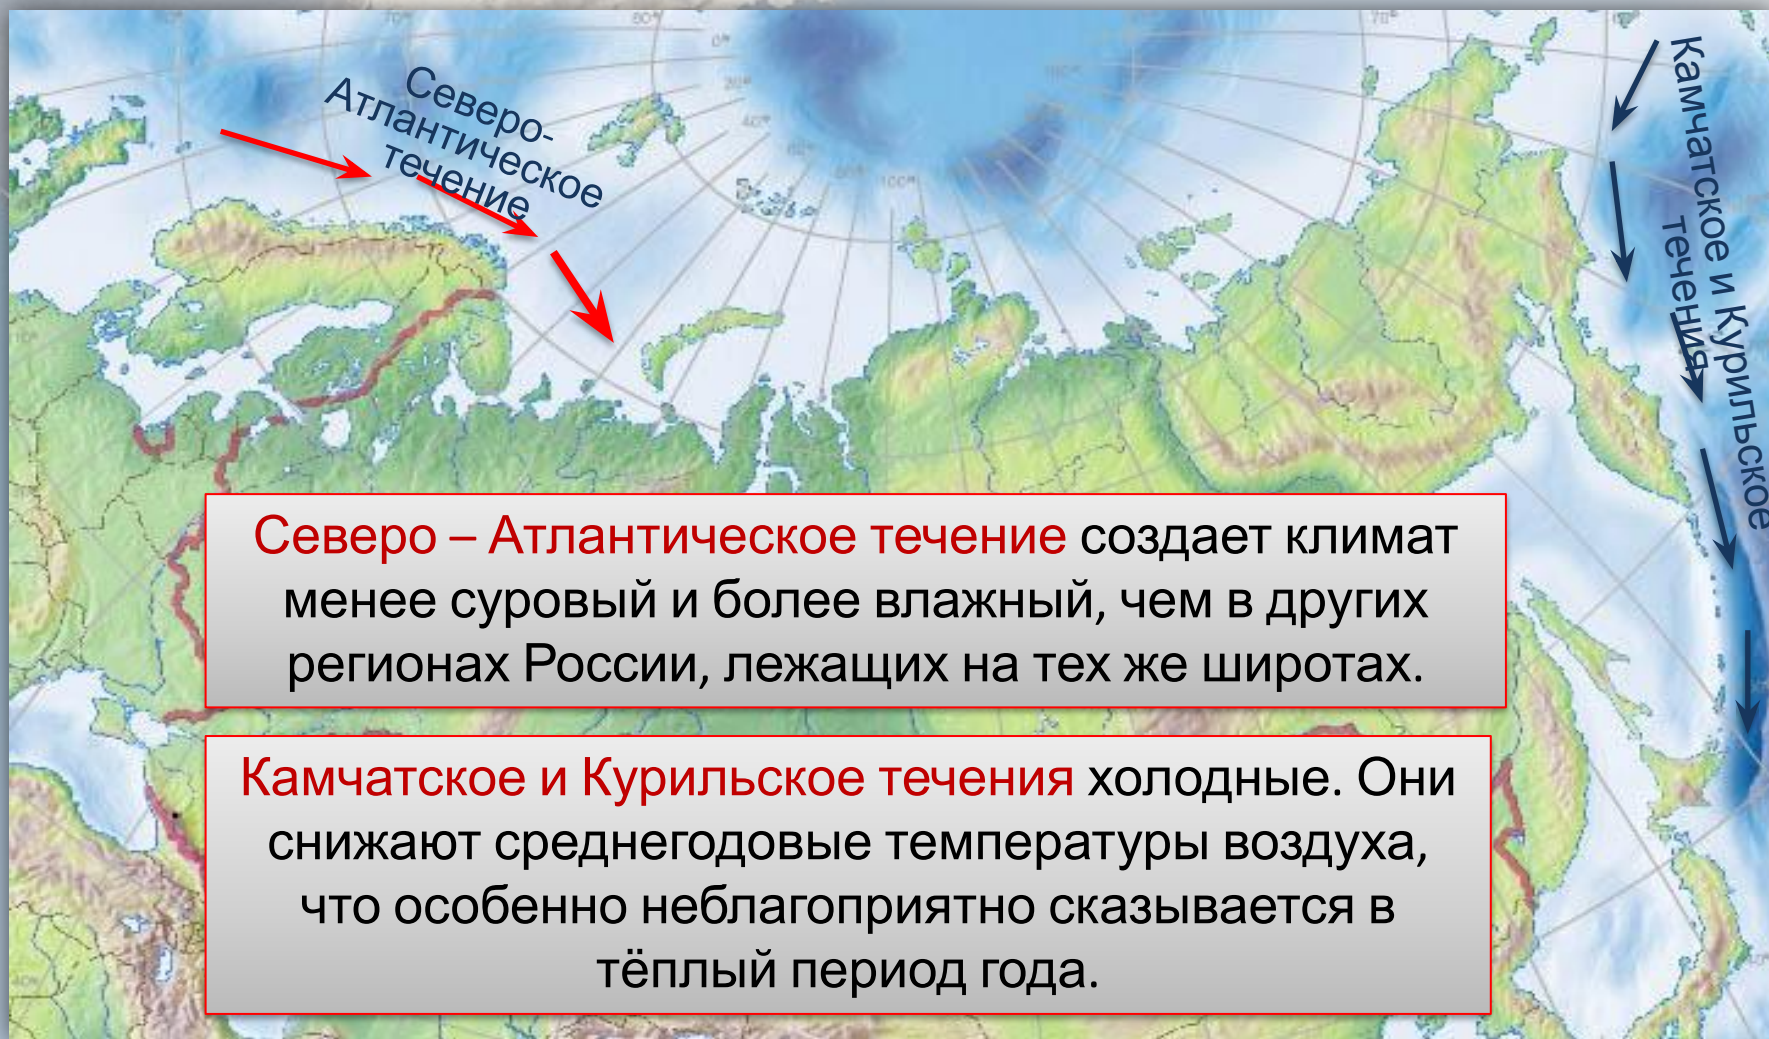 Северо-
Атлантическое
течение
Камчатское и Курильское
течения
Северо – Атлантическое течение создает климат
менее суровый и более влажный, чем в других
регионах России, лежащих на тех же широтах.
Камчатское и Курильское течения холодные. Они
снижают среднегодовые температуры воздуха,
что особенно неблагоприятно сказывается в
тёплый период года.